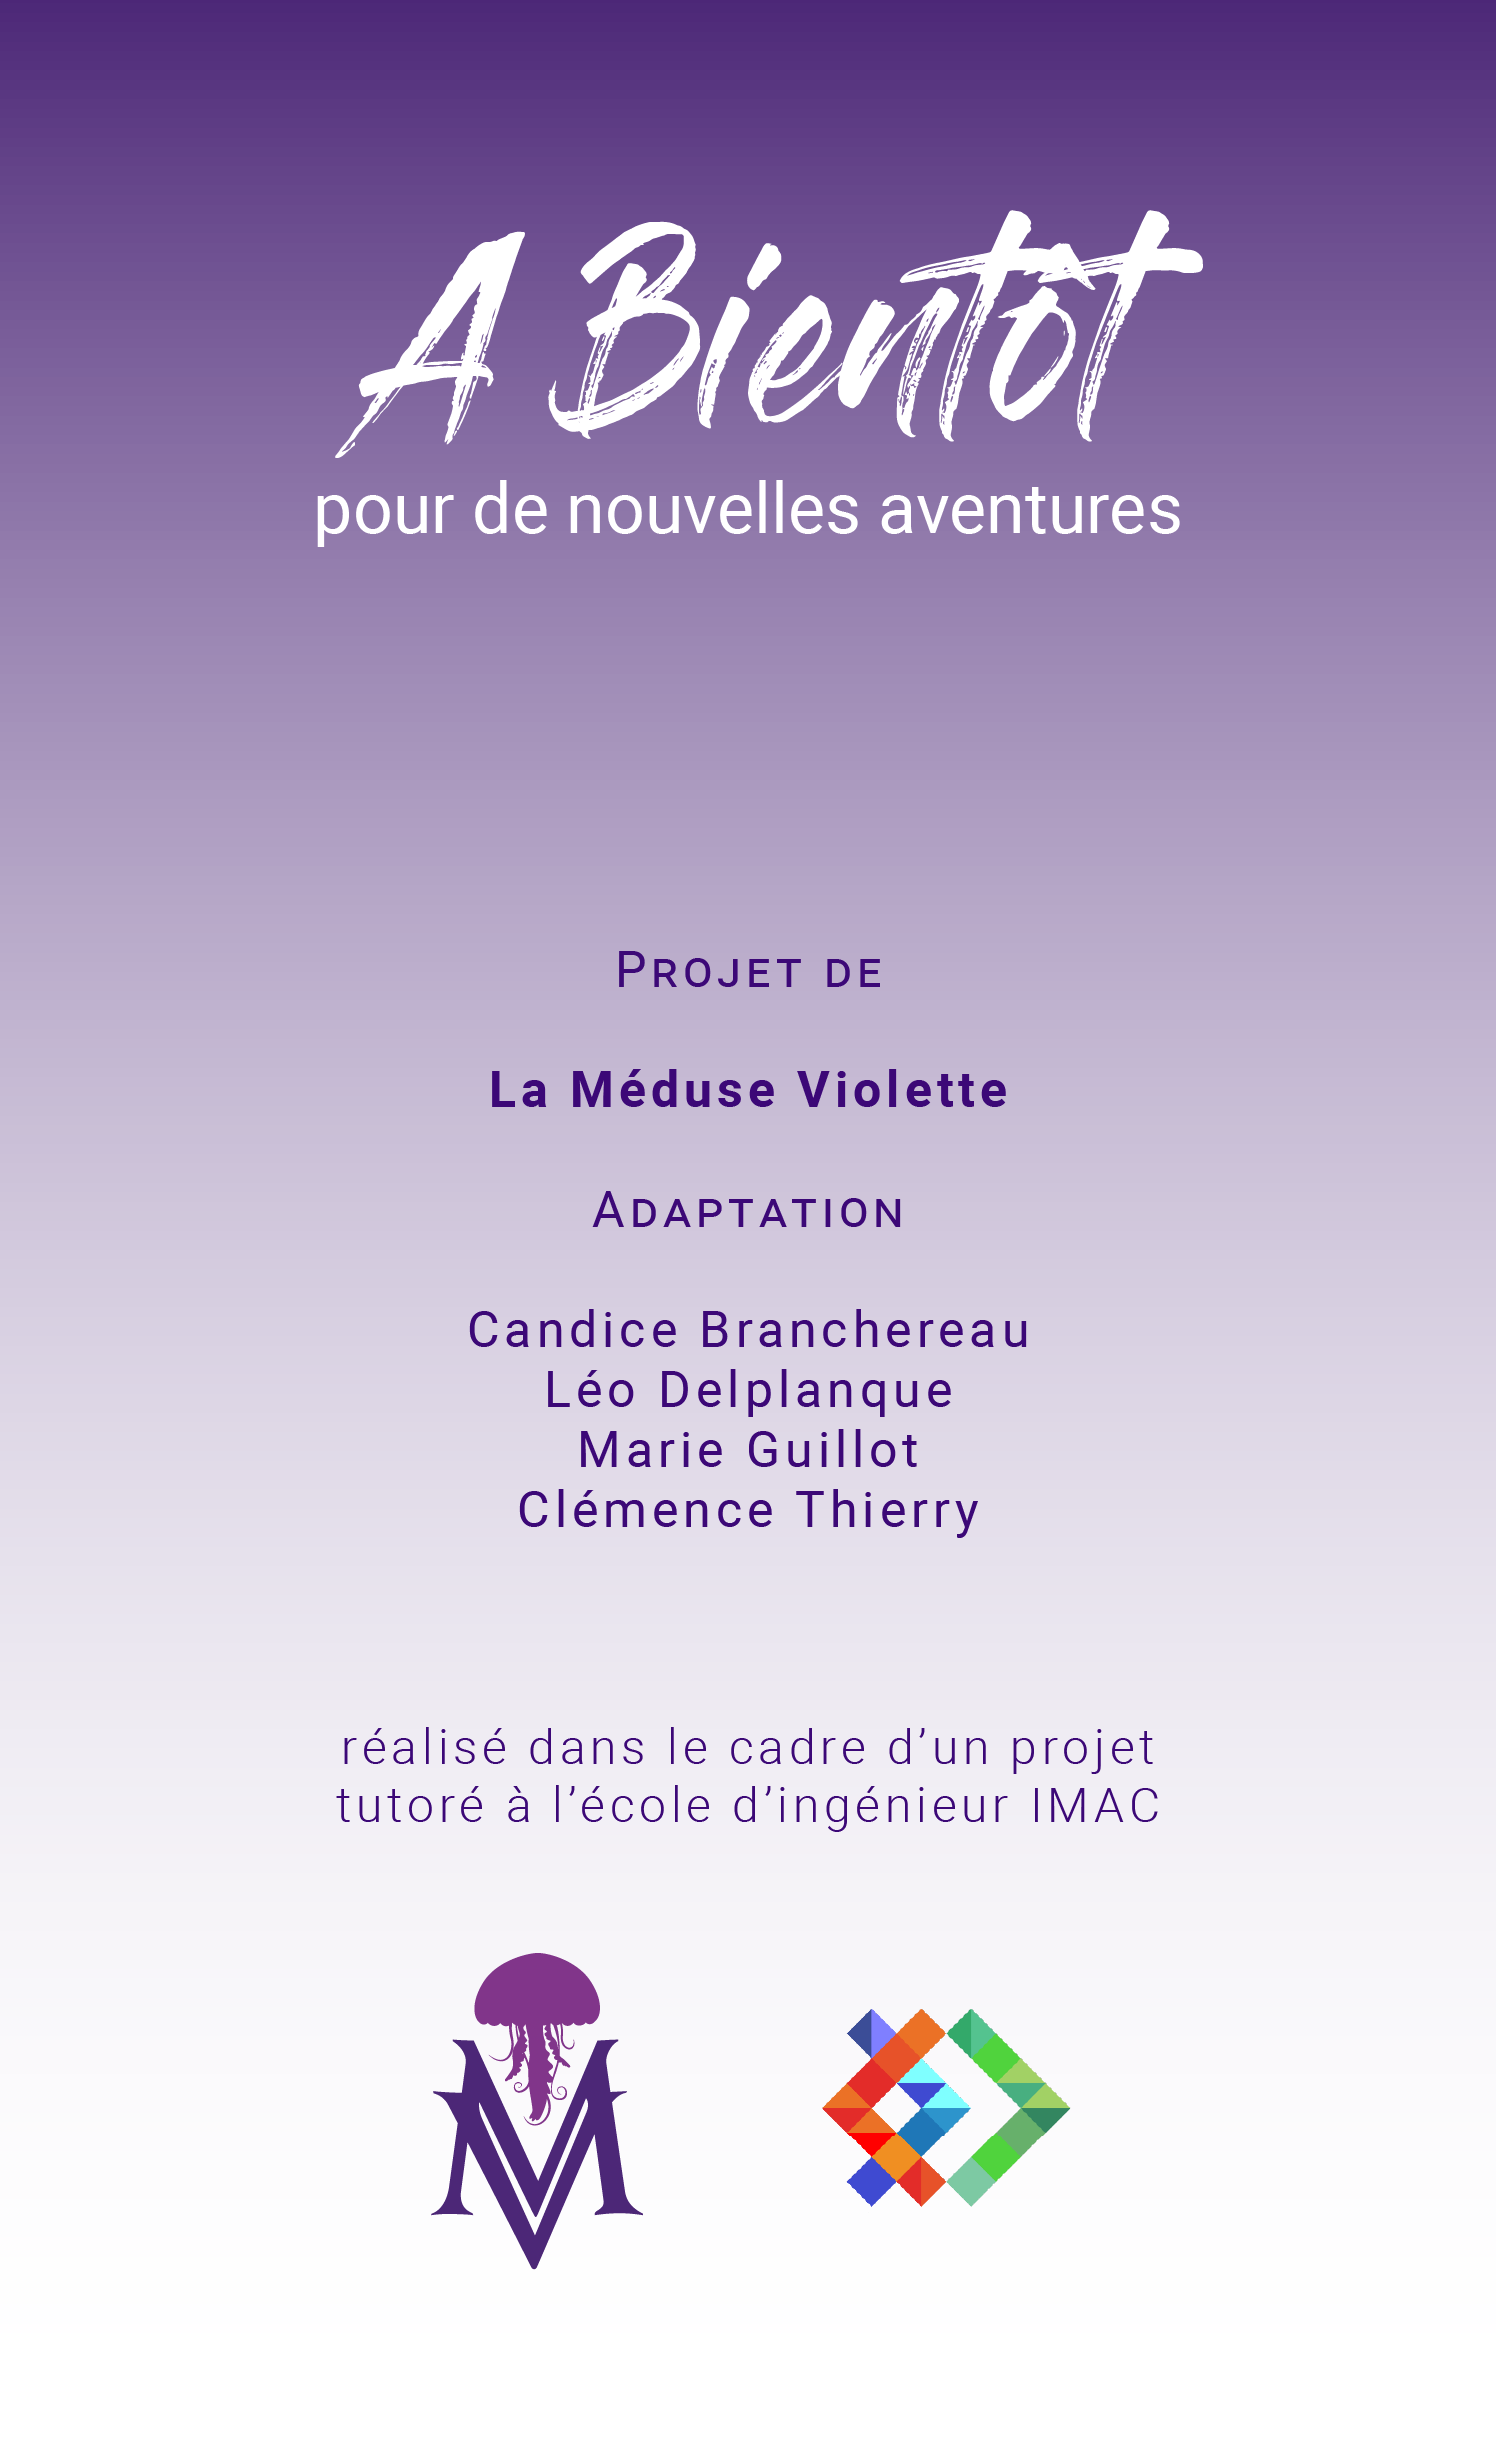 A Bientôt
pour de nouvelles aventures
Projet de
La Méduse Violette
Adaptation
Candice Branchereau
Léo Delplanque
Marie Guillot
Clémence Thierry
réalisé dans le cadre d’un projet
tutoré à l’école d’ingénieur IMAC
MV